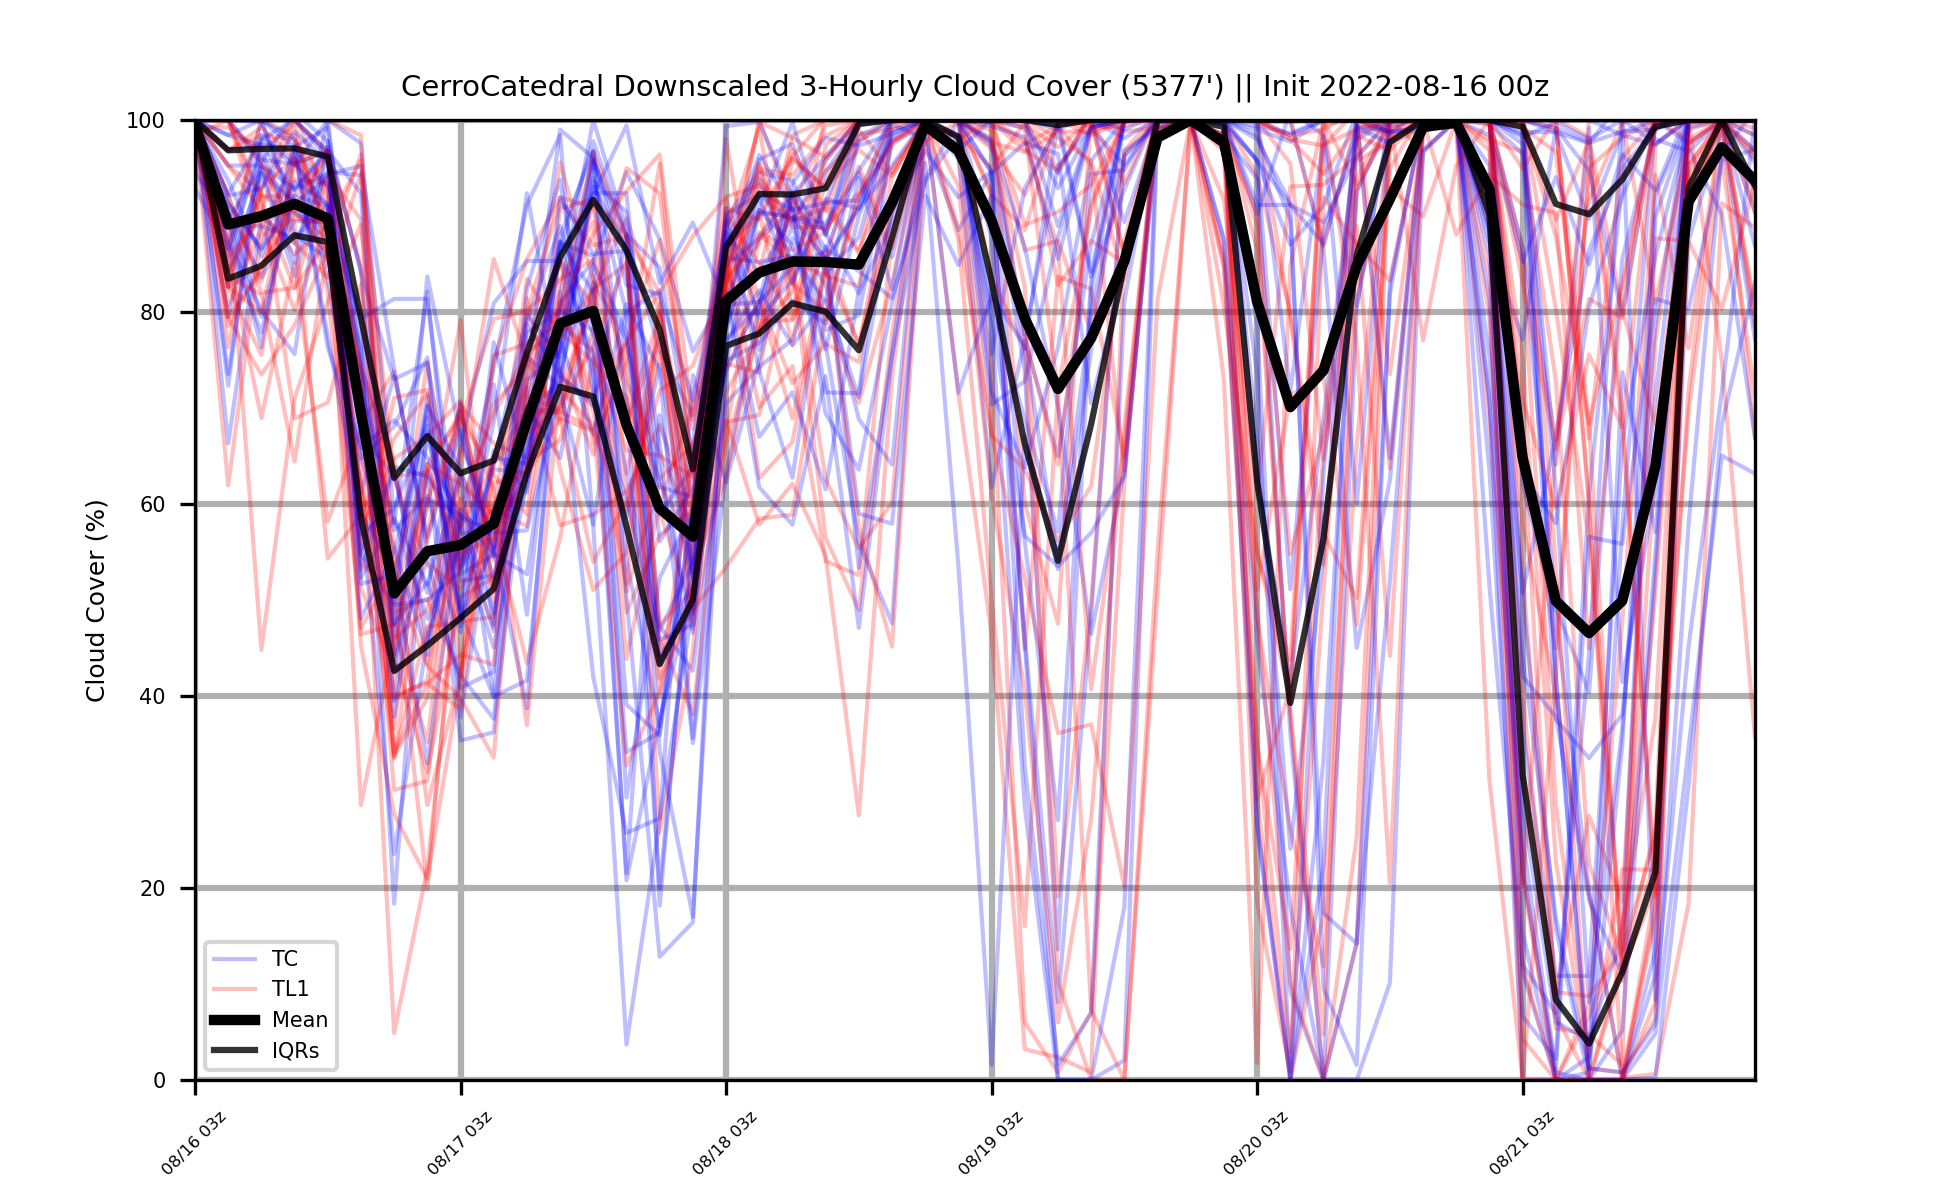 CerroCatedral Downscaled 3-Hourly Cloud Cover (5377') || Init 2022-08-16 00z
Cloud Cover (%)
100
80
60
40
20
0
TC
TL1
Mean
IQRs
08/16 03z
08/17 03z
08/18 03z
08/19 03z
08/20 03z
08/21 03z